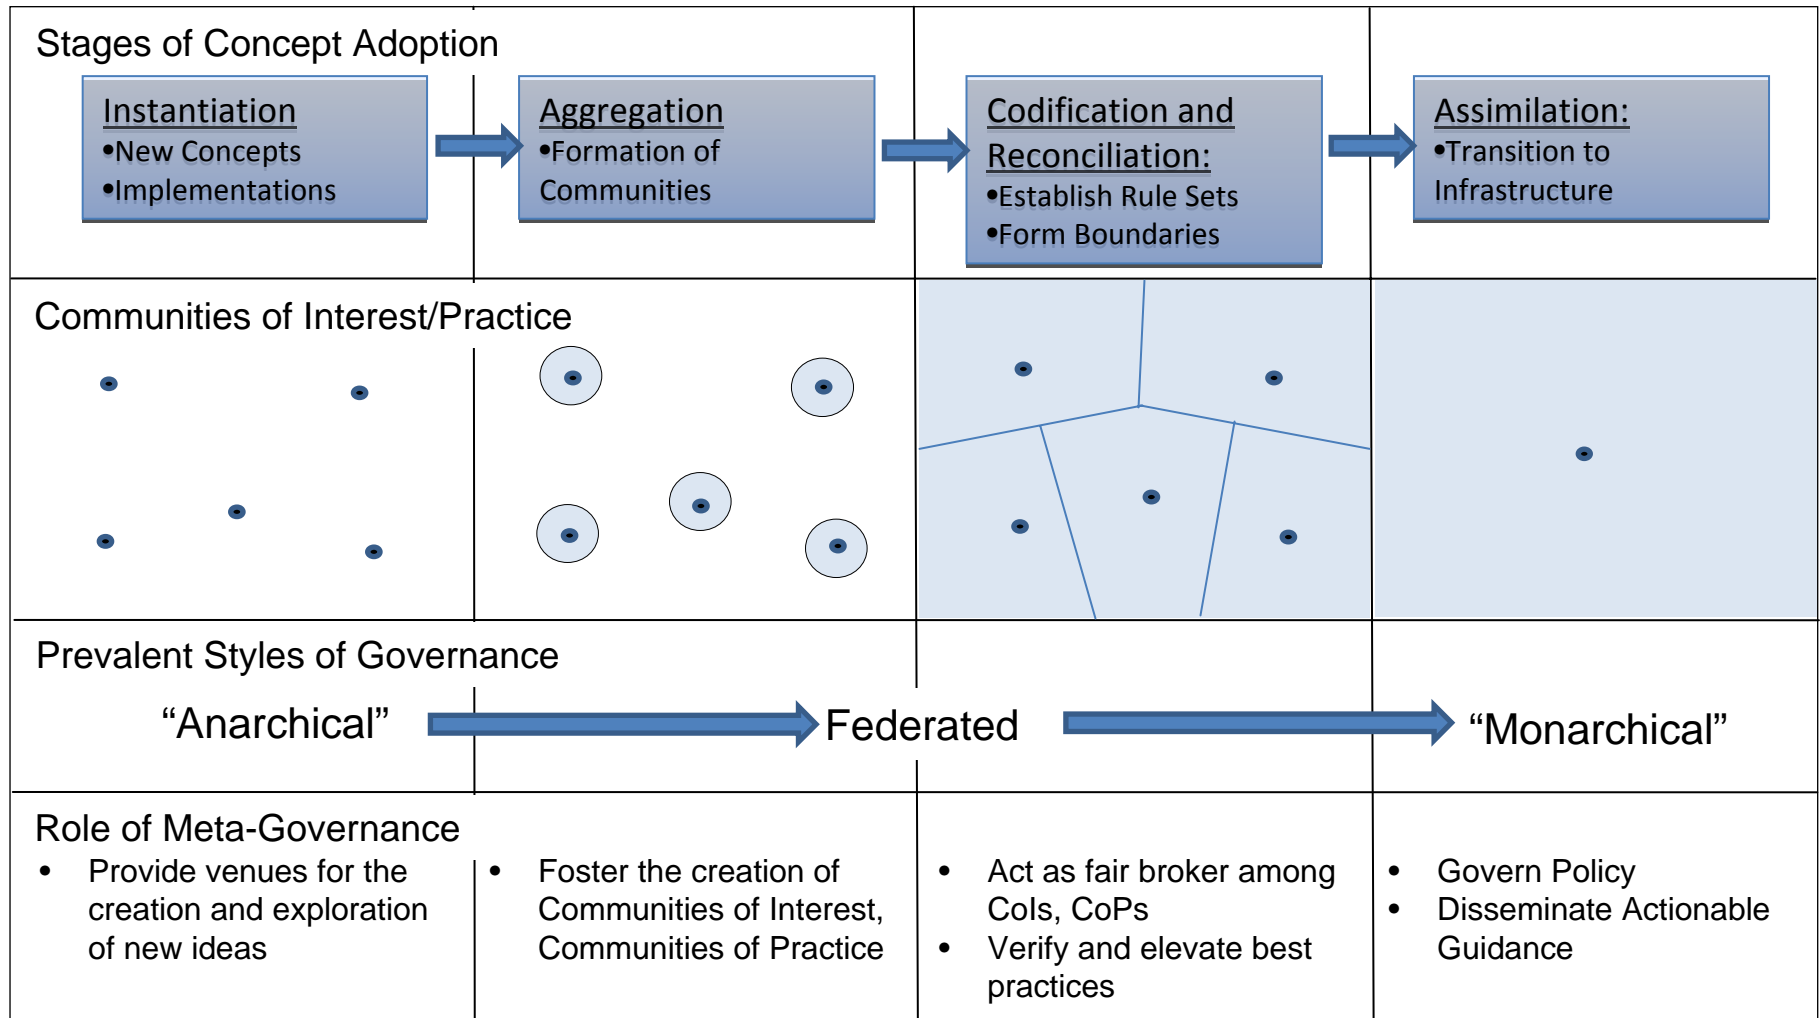 Stages of Concept Adoption
Instantiation
•New Concepts
•Implementations
Aggregation
•Formation of
Communities
Codification and
Reconciliation:
•Establish Rule Sets
•Form Boundaries
Assimilation:
•Transition to
Infrastructure
Communities of Interest/Practice
Prevalent Styles of Governance
“Anarchical”
Federated
“Monarchical”
Role of Meta-Governance
• Provide venues for the
creation and exploration
of new ideas
• Foster the creation of
Communities of Interest,
Communities of Practice
• Act as fair broker among
CoIs, CoPs
• Verify and elevate best
practices
• Govern Policy
• Disseminate Actionable
Guidance